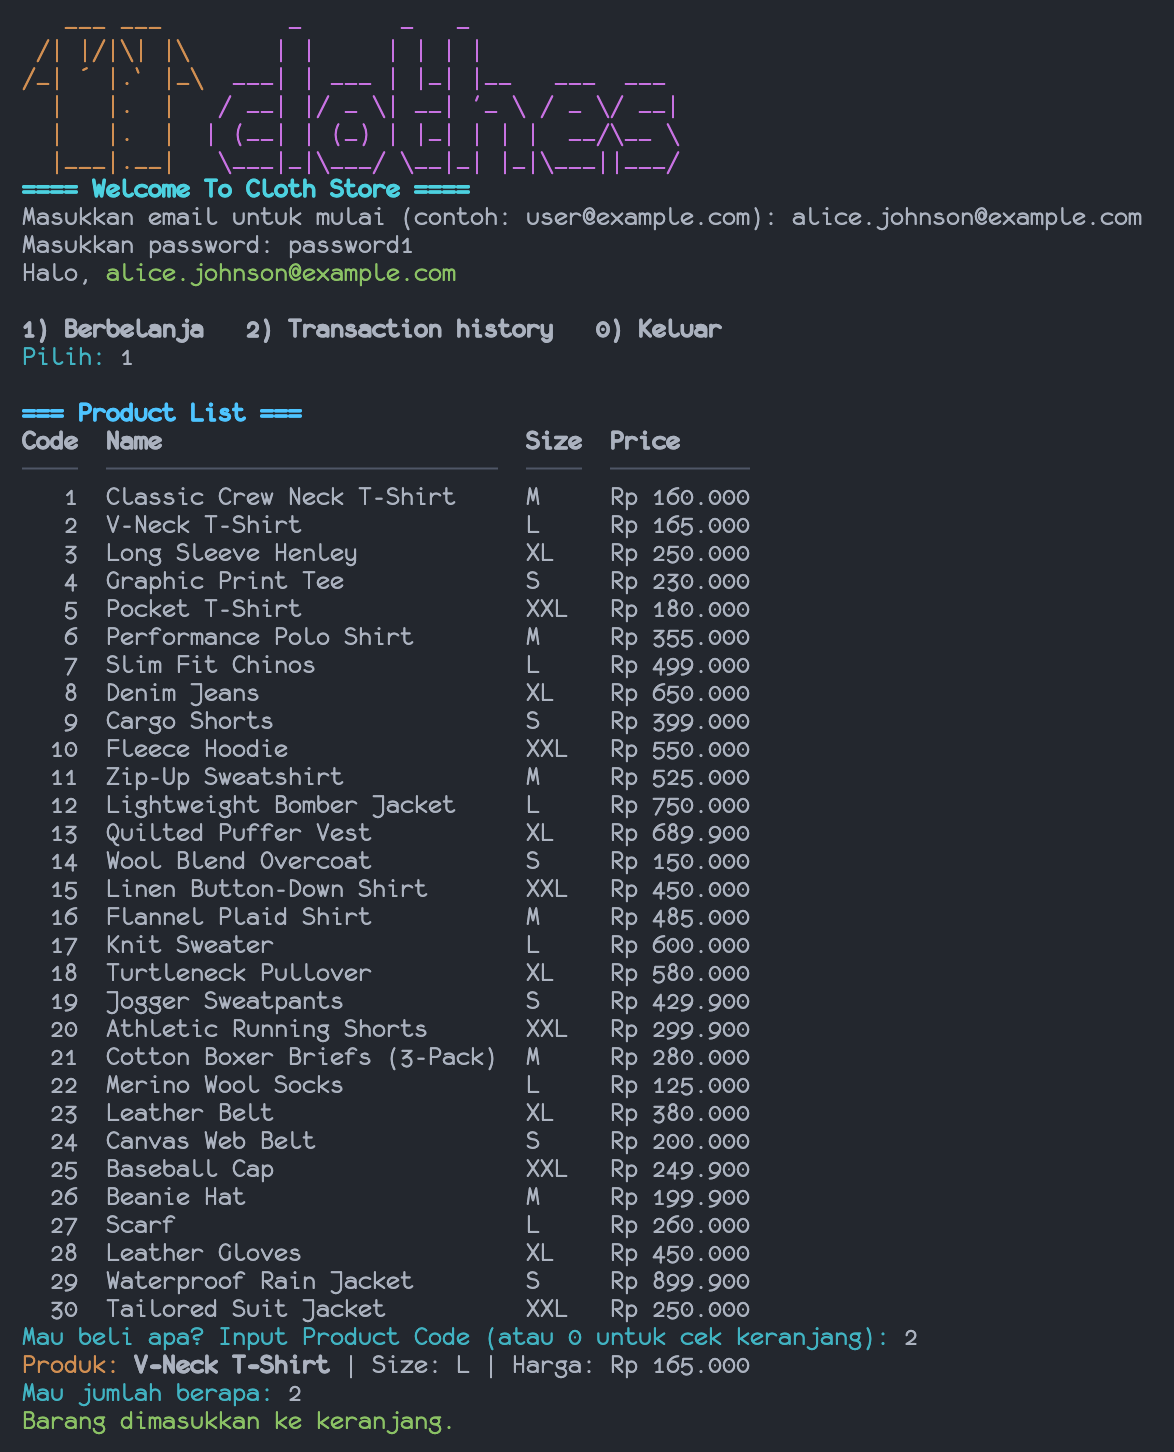 clothes
==== Welcome To Cloth Store ====
Masukkan email untuk mulai (contoh: user@example.com): alice.johnson@example.com
Masukkan password: password1
Halo, alice.johnson@example.com
1) Berbelanja   2) Transaction history   0) Keluar
Pilih: 1
=== Product List ===
Code  Name  Size  Price
1  Classic Crew Neck T-Shirt  M  Rp 160.000
2  V-Neck T-Shirt  L  Rp 165.000
3  Long Sleeve Henley  XL  Rp 250.000
4  Graphic Print Tee  S  Rp 230.000
5  Pocket T-Shirt  XXL  Rp 180.000
6  Performance Polo Shirt  M  Rp 355.000
7  Slim Fit Chinos  L  Rp 499.000
8  Denim Jeans  XL  Rp 650.000
9  Cargo Shorts  S  Rp 399.000
10  Fleece Hoodie  XXL  Rp 550.000
11  Zip-Up Sweatshirt  M  Rp 525.000
12  Lightweight Bomber Jacket  L  Rp 750.000
13  Quilted Puffer Vest  XL  Rp 689.900
14  Wool Blend Overcoat  S  Rp 150.000
15  Linen Button-Down Shirt  XXL  Rp 450.000
16  Flannel Plaid Shirt  M  Rp 485.000
17  Knit Sweater  L  Rp 600.000
18  Turtleneck Pullover  XL  Rp 580.000
19  Jogger Sweatpants  S  Rp 429.900
20  Athletic Running Shorts  XXL  Rp 299.900
21  Cotton Boxer Briefs (3-Pack)  M  Rp 280.000
22  Merino Wool Socks  L  Rp 125.000
23  Leather Belt  XL  Rp 380.000
24  Canvas Web Belt  S  Rp 200.000
25  Baseball Cap  XXL  Rp 249.900
26  Beanie Hat  M  Rp 199.900
27  Scarf  L  Rp 260.000
28  Leather Gloves  XL  Rp 450.000
29  Waterproof Rain Jacket  S  Rp 899.900
30  Tailored Suit Jacket  XXL  Rp 250.000
Mau beli apa? Input Product Code (atau 0 untuk cek keranjang): 2
Produk: V-Neck T-Shirt | Size: L | Harga: Rp 165.000
Mau jumlah berapa: 2
Barang dimasukkan ke keranjang.